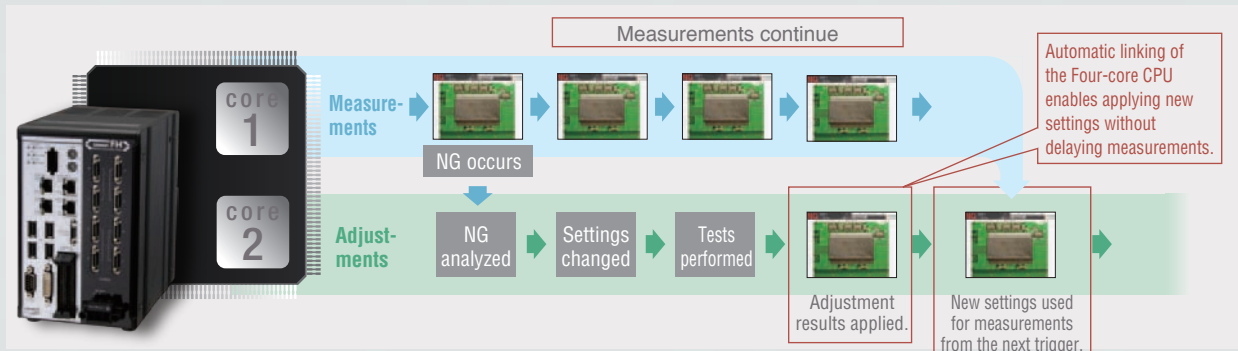 Measurements continue
Automatic linking of
the Four-core CPU
enables applying new
settings without
delaying measurements.
core
1
Measure-
ments
NG occurs
FH
core
2
Adjust-
ments
NG
analyzed
Settings
changed
Tests
performed
Adjustment
results applied.
New settings used
for measurements
from the next trigger.